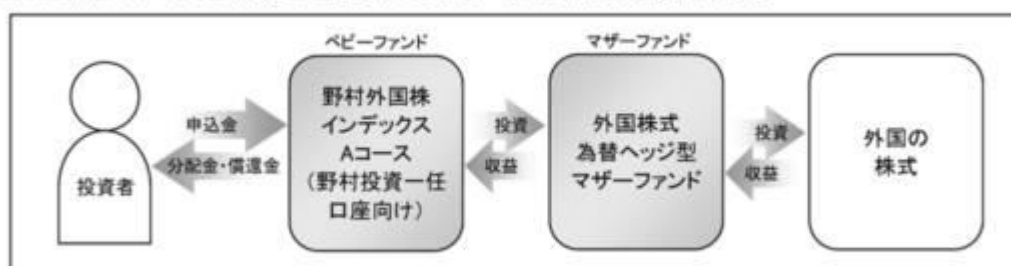 ベビーファンド
マザーファンド
投資者
申込金
分配金・償還金
野村外国株
インデックス
Aコース
(野村投資一任
口座向け)
投資
収益
外国株式
為替ヘッジ型
マザーファンド
投資
収益
外国の
株式